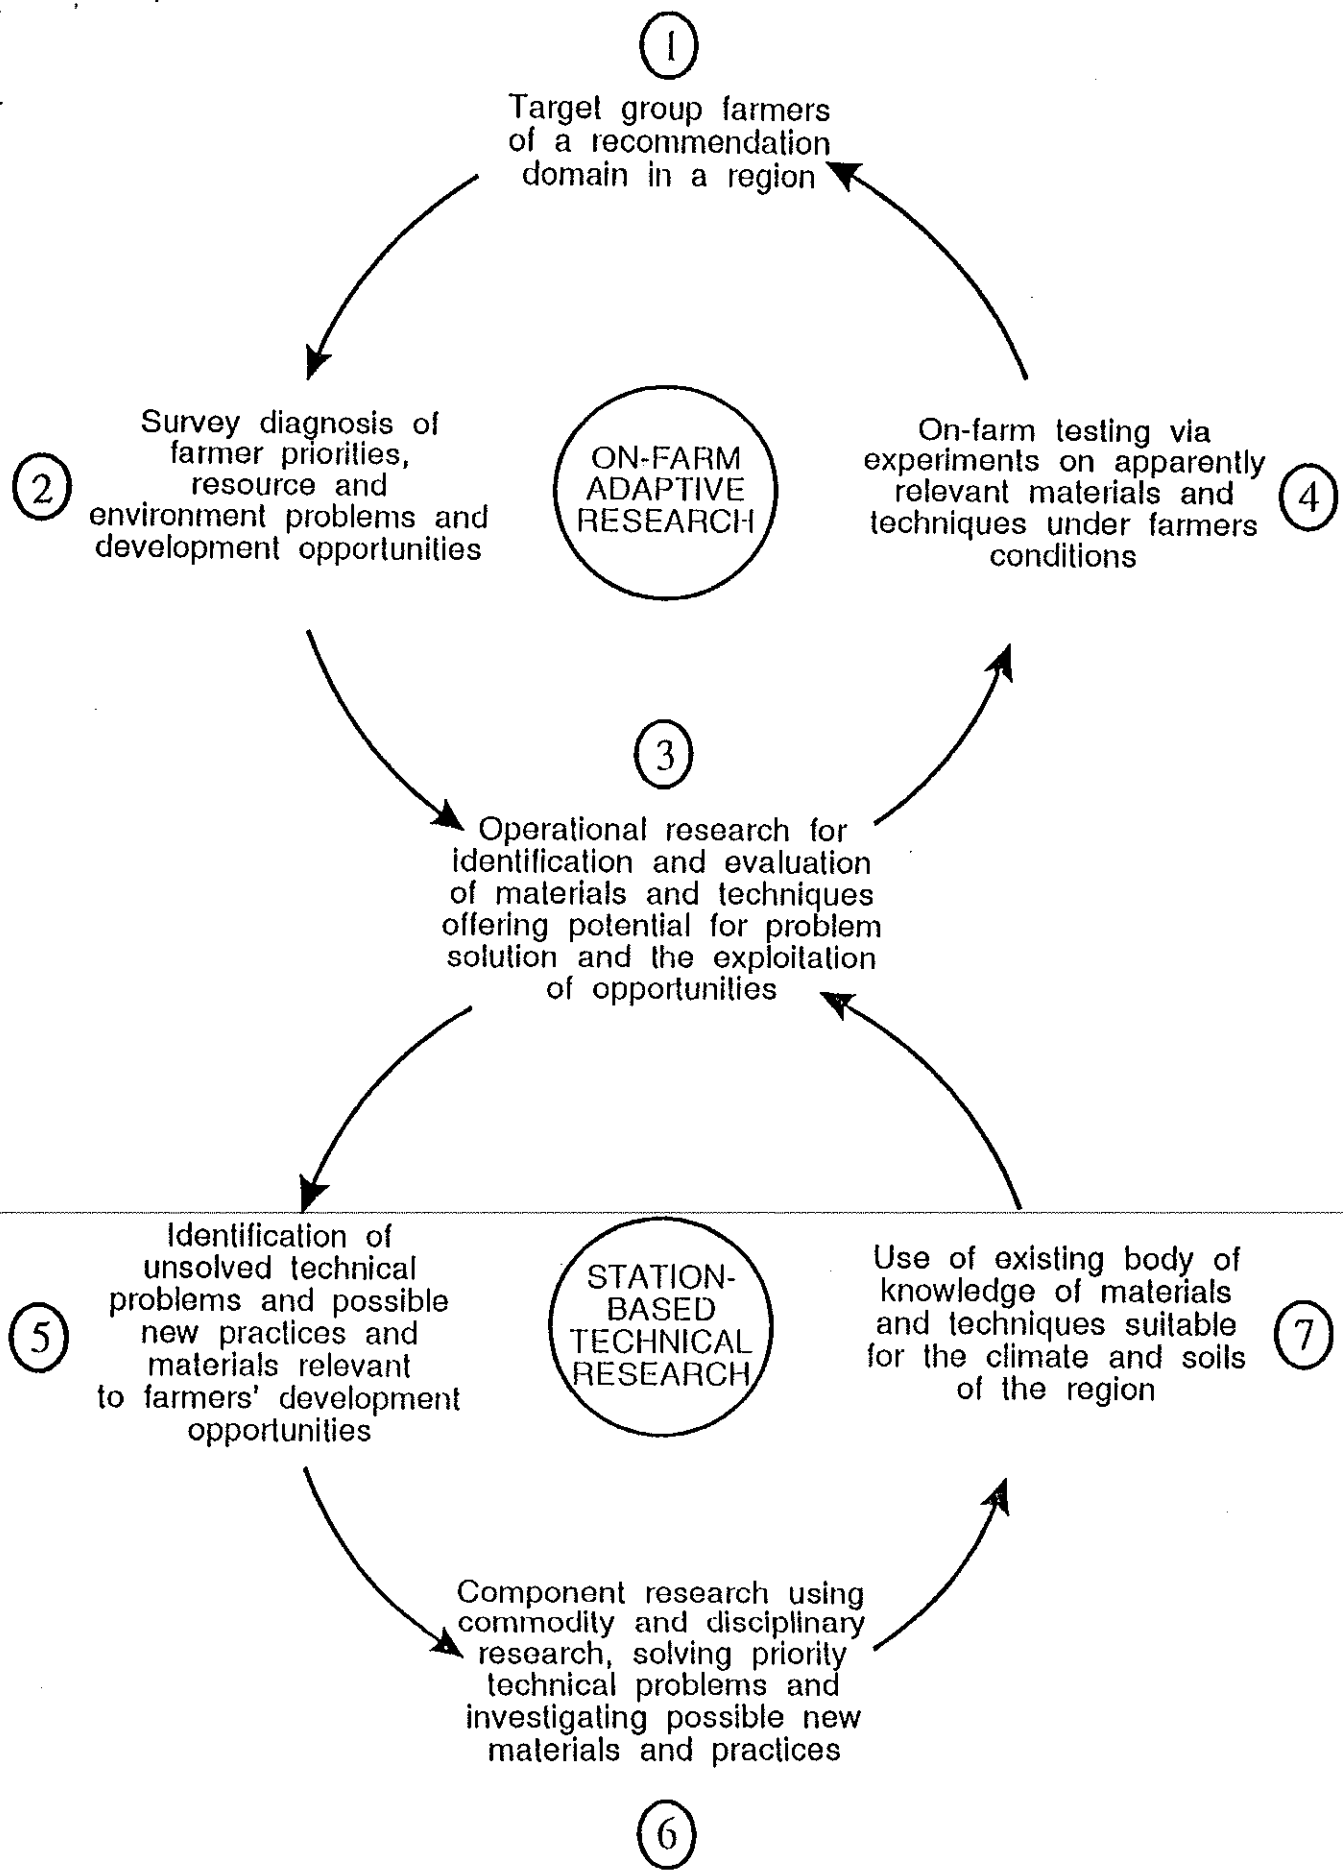 1
Target group farmers
of a recommendation
domain in a region
2
Survey diagnosis of
farmer priorities,
resource and
environment problems and
development opportunities
ON-FARM
ADAPTIVE
RESEARCH
On-farm testing via
experiments on apparently
relevant materials and
techniques under farmers
conditions
4
3
Operational research for
identification and evaluation
of materials and techniques
offering potential for problem
solution and the exploitation
of opportunities
5
Identification of
unsolved technical
problems and possible
new practices and
materials relevant
to farmers' development
opportunities
STATION-
BASED
TECHNICAL
RESEARCH
Use of existing body of
knowledge of materials
and techniques suitable
for the climate and soils
of the region
7
Component research using
commodity and disciplinary
research, solving priority
technical problems and
investigating possible new
materials and practices
6